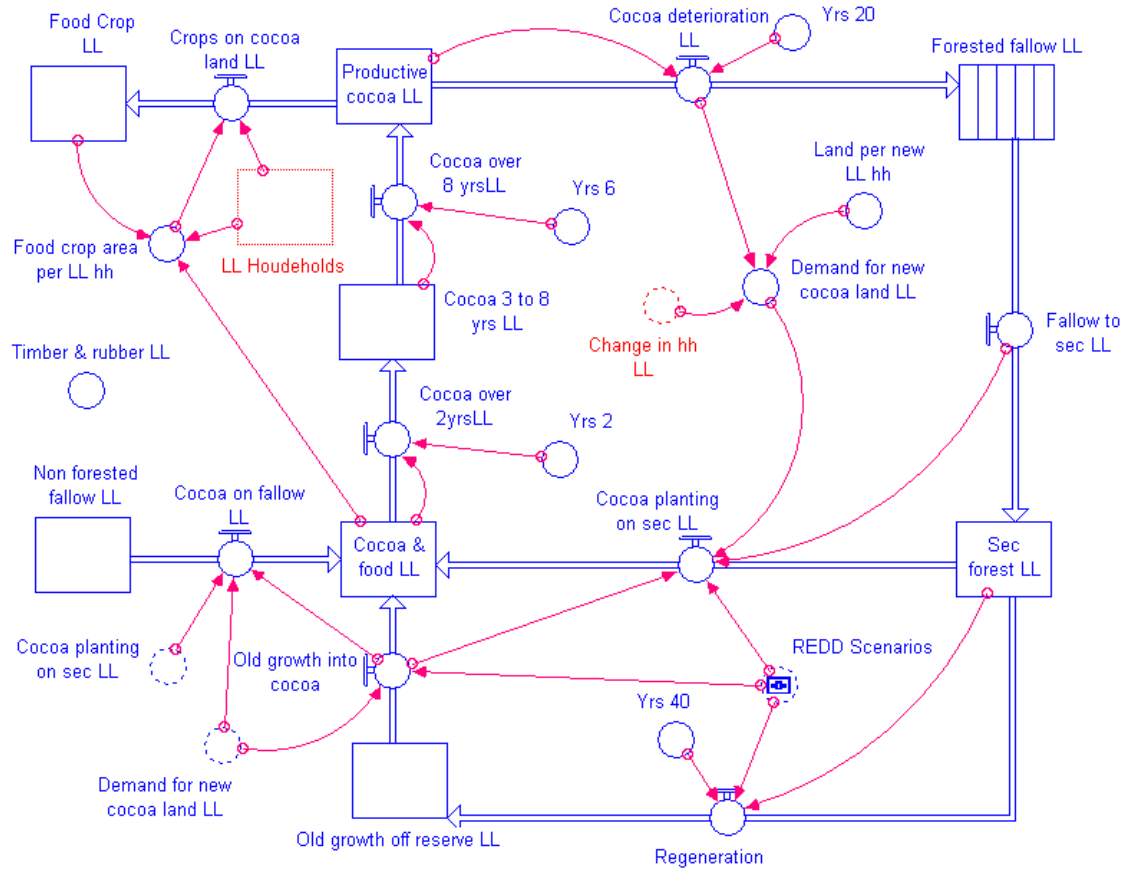 Food Crop
LL
Crops on cocoa
land LL
Cocoa deterioration
LL
Yrs 20
Forested fallow LL
Productive
cocoa LL
Cocoa over
8 yrsLL
Yrs 6
Land per new
LL hh
Food crop area
per LL hh
LL Houdeholds
Demand for new
cocoa land LL
Cocoa 3 to 8
yrs LL
Change in hh
LL
Fallow to
sec LL
Timber & rubber LL
Cocoa over
2yrsLL
Yrs 2
Non forested
fallow LL
Cocoa on fallow
LL
Cocoa planting
on sec LL
Cocoa &
food LL
Sec
forest LL
Cocoa planting
on sec LL
Old growth into
cocoa
REDD Scenarios
Yrs 40
Demand for new
cocoa land LL
Old growth off reserve LL
Regeneration